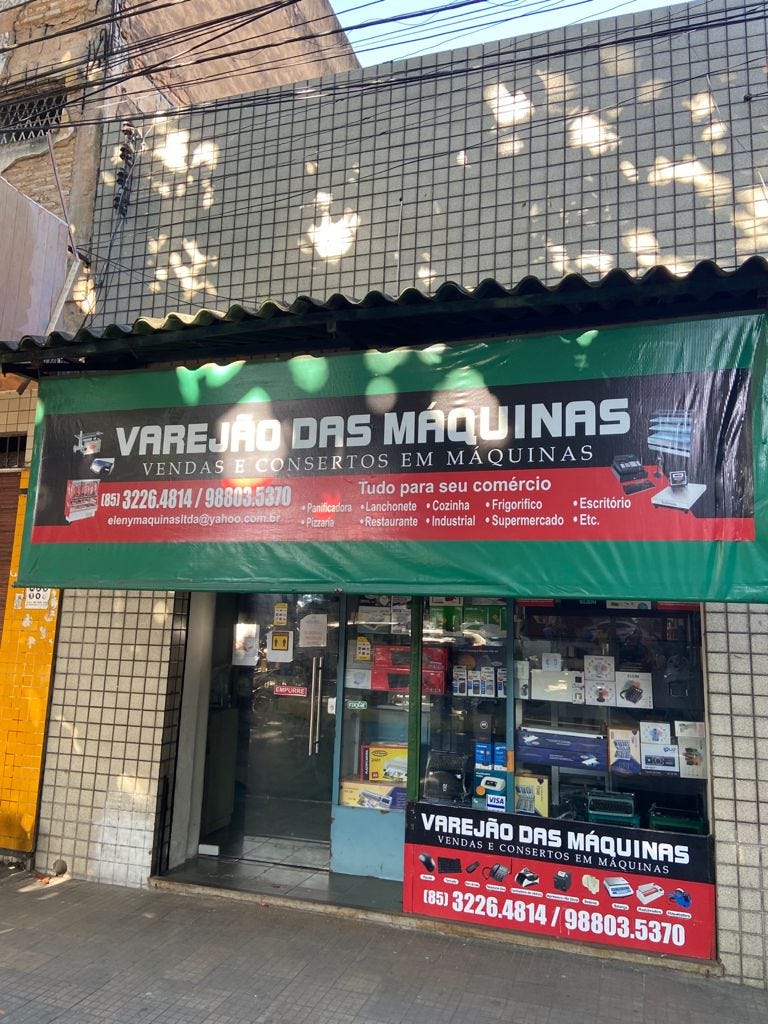 VAREJÃO DAS MÁQUINAS
VENDAS E CONSERTOS EM MÁQUINAS
(85) 3226.4814 / 98803.5370
elenymaquinasltda@yahoo.com.br
Tudo para seu comércio
• Panificadora • Lanchonete • Cozinha • Frigorífico • Escritório
• Pizzaria • Restaurante • Industrial • Supermercado • Etc.
EMPURRE
ELGIN
VISA
VAREJÃO DAS MÁQUINAS
VENDAS E CONSERTOS EM MÁQUINAS
(85) 3226.4814 / 98803.5370